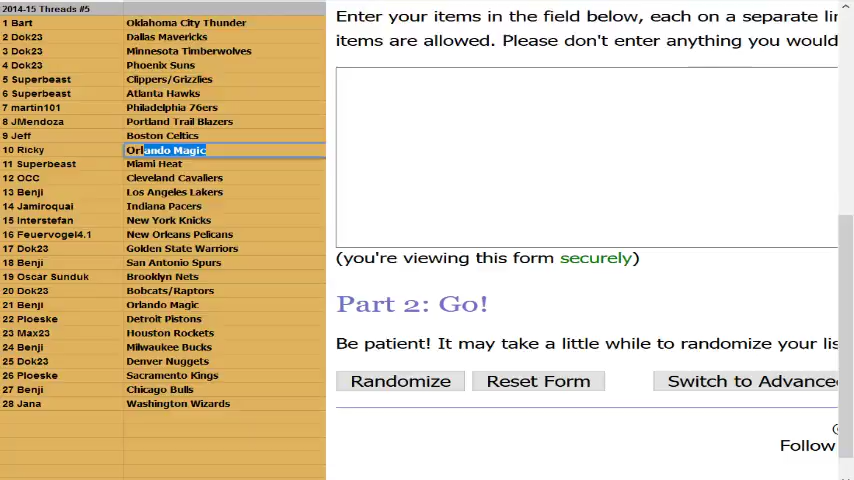 2014-15 Threads #5
1 Bart Oklahoma City Thunder
2 Dok23 Dallas Mavericks
3 Dok23 Minnesota Timberwolves
4 Dok23 Phoenix Suns
5 Superbeast Clippers/Grizzlies
6 Superbeast Atlanta Hawks
7 martin101 Philadelphia 76ers
8 JMendoza Portland Trail Blazers
9 Jeff Boston Celtics
10 Ricky Orlando Magic
11 Superbeast Miami Heat
12 OCC Cleveland Cavaliers
13 Benji Los Angeles Lakers
14 Jamiroquai Indiana Pacers
15 Interstefan New York Knicks
16 Feuervogel4.1 New Orleans Pelicans
17 Dok23 Golden State Warriors
18 Benji San Antonio Spurs
19 Oscar Sunduk Brooklyn Nets
20 Dok23 Bobcats/Raptors
21 Benji Orlando Magic
22 Ploeske Detroit Pistons
23 Max23 Houston Rockets
24 Benji Milwaukee Bucks
25 Dok23 Denver Nuggets
26 Ploeske Sacramento Kings
27 Benji Chicago Bulls
28 Jana Washington Wizards
Enter your items in the field below, each on a separate lin
items are allowed. Please don't enter anything you would
(you're viewing this form securely)
Part 2: Go!
Be patient! It may take a little while to randomize your lis
Randomize Reset Form Switch to Advanced
Follow